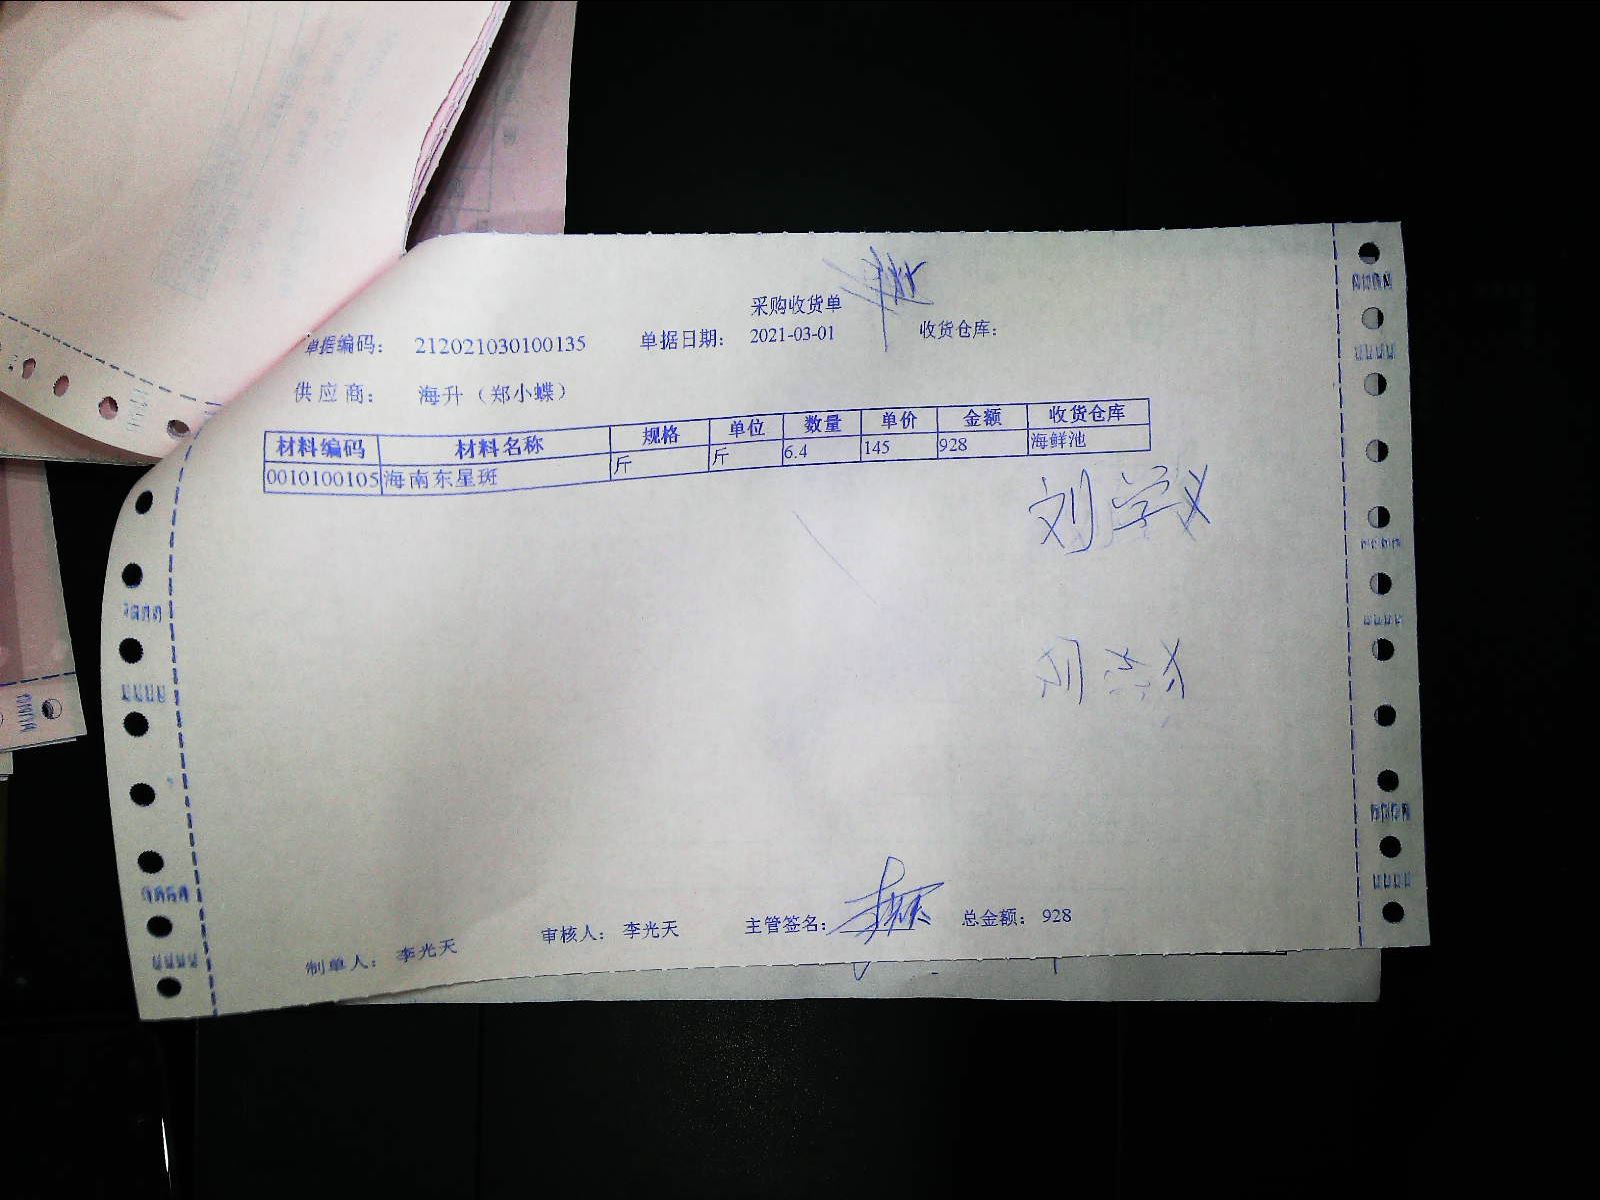 采购收货单
单据编码： 212021030100135 单据日期： 2021-03-01 收货仓库：
供应商： 海升（郑小蝶）
材料编码 材料名称 规格 单位 数量 单价 金额 收货仓库
0010100105 海南东星斑 斤 斤 6.4 145 928 海鲜池
刘学义
制单人： 李光天 审核人： 李光天 主管签名： 总金额： 928